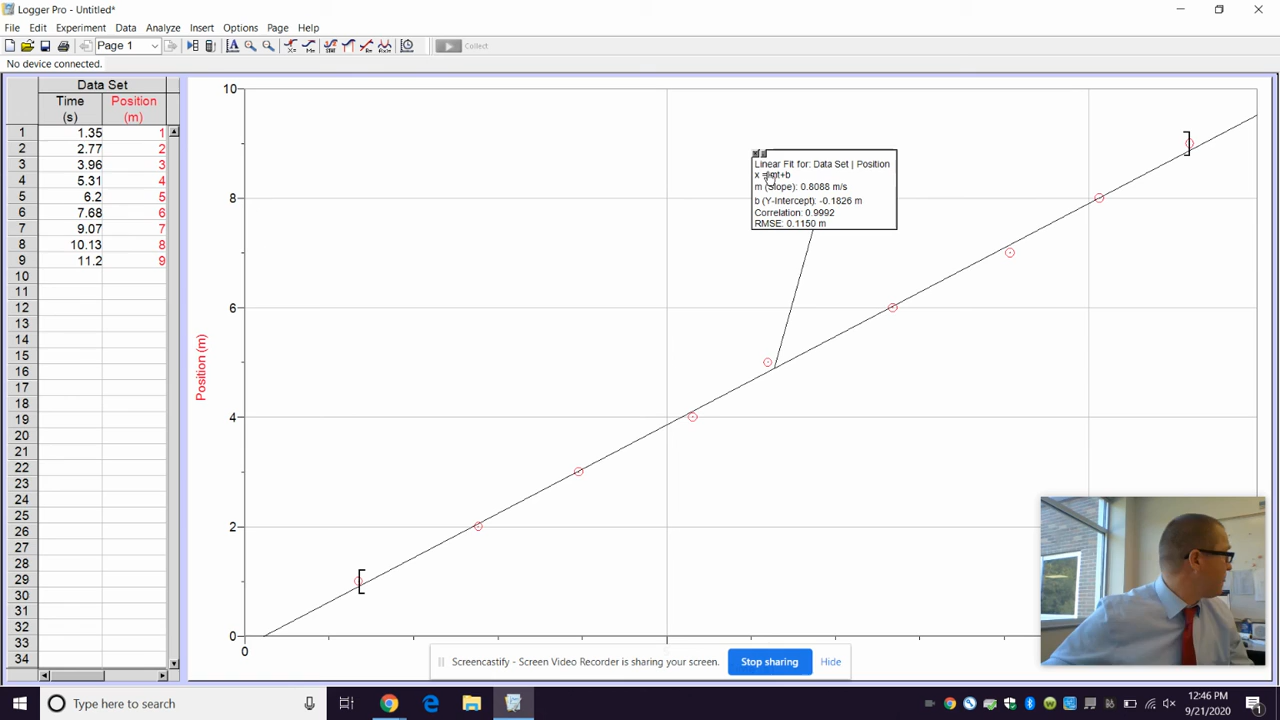 Logger Pro - Untitled*
File Edit Experiment Data Analyze Insert Options Page Help
Page 1
Collect
No device connected.
Data Set
Time Position
(s) (m)
1 1.35 1
2 2.77 2
3 3.96 3
4 5.31 4
5 6.2 5
6 7.68 6
7 9.07 7
8 10.13 8
9 11.2 9
10
11
12
13
14
15
16
17
18
19
20
21
22
23
24
25
26
27
28
29
30
31
32
33
34
10
8
6
4
2
0
0
Position (m)
Linear Fit for: Data Set | Position
x = mt+b
m (Slope): 0.8088 m/s
b (Y-Intercept): -0.1826 m
Correlation: 0.9992
RMSE: 0.1150 m
Screencastify - Screen Video Recorder is sharing your screen. Stop sharing Hide
Type here to search
12:46 PM
9/21/2020
1